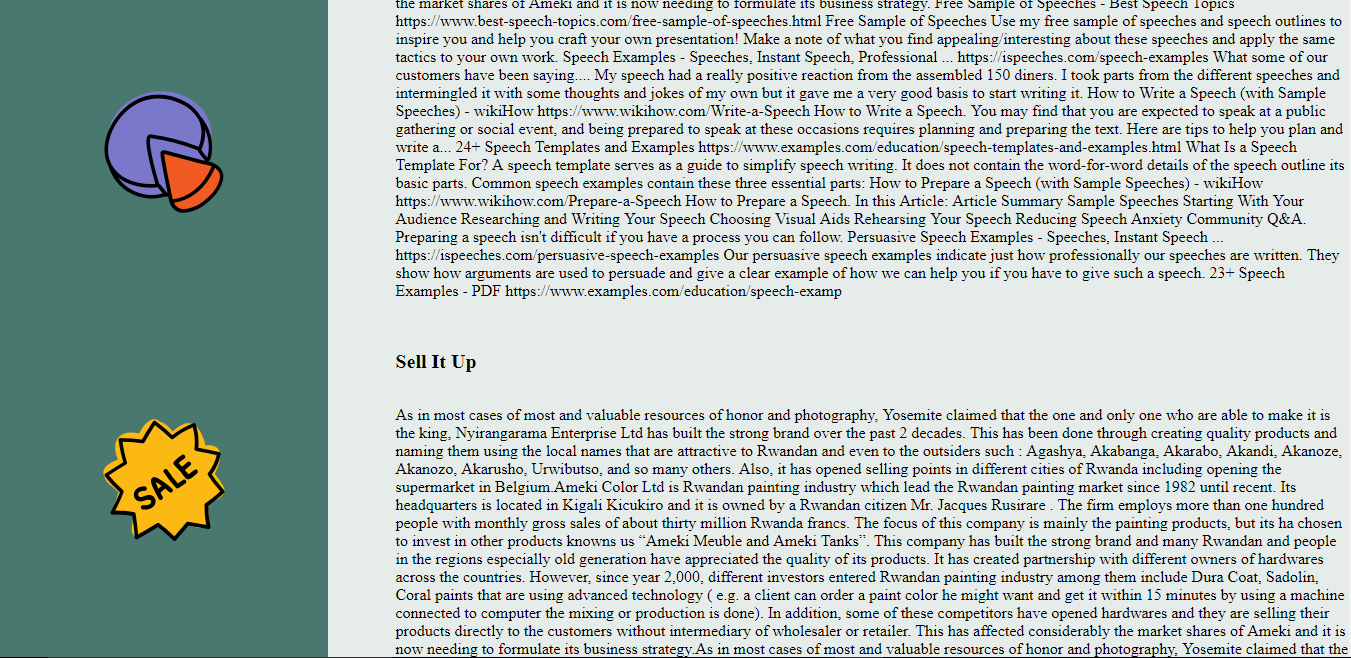 the market shares of Ameki and it is now needing to formulate its business strategy. Free Sample of Speeches - Best Speech Topics
https://www.best-speech-topics.com/free-sample-of-speeches.html Free Sample of Speeches Use my free sample of speeches and speech outlines to
inspire you and help you craft your own presentation! Make a note of what you find appealing/interesting about these speeches and apply the same
tactics to your own work. Speech Examples - Speeches, Instant Speech, Professional ... https://ispeeches.com/speech-examples What some of our
customers have been saying.... My speech had a really positive reaction from the assembled 150 diners. I took parts from the different speeches and
intermingled it with some thoughts and jokes of my own but it gave me a very good basis to start writing it. How to Write a Speech (with Sample
Speeches) - wikiHow https://www.wikihow.com/Write-a-Speech How to Write a Speech. You may find that you are expected to speak at a public
gathering or social event, and being prepared to speak at these occasions requires planning and preparing the text. Here are tips to help you plan and
write a... 24+ Speech Templates and Examples https://www.examples.com/education/speech-templates-and-examples.html What Is a Speech
Template For? A speech template serves as a guide to simplify speech writing. It does not contain the word-for-word details of the speech outline its
basic parts. Common speech examples contain these three essential parts: How to Prepare a Speech (with Sample Speeches) - wikiHow
https://www.wikihow.com/Prepare-a-Speech How to Prepare a Speech. In this Article: Article Summary Sample Speeches Starting With Your
Audience Researching and Writing Your Speech Choosing Visual Aids Rehearsing Your Speech Reducing Speech Anxiety Community Q&A.
Preparing a speech isn't difficult if you have a process you can follow. Persuasive Speech Examples - Speeches, Instant Speech ...
https://ispeeches.com/persuasive-speech-examples Our persuasive speech examples indicate just how professionally our speeches are written. They
show how arguments are used to persuade and give a clear example of how we can help you if you have to give such a speech. 23+ Speech
Examples - PDF https://www.examples.com/education/speech-examp
Sell It Up
As in most cases of most and valuable resources of honor and photography, Yosemite claimed that the one and only one who are able to make it is
the king, Nyirangarama Enterprise Ltd has built the strong brand over the past 2 decades. This has been done through creating quality products and
naming them using the local names that are attractive to Rwandan and even to the outsiders such : Agashya, Akabanga, Akarabo, Akandi, Akanoze,
Akanozo, Akarusho, Urwibutso, and so many others. Also, it has opened selling points in different cities of Rwanda including opening the
supermarket in Belgium.Ameki Color Ltd is Rwandan painting industry which lead the Rwandan painting market since 1982 until recent. Its
headquarters is located in Kigali Kicukiro and it is owned by a Rwandan citizen Mr. Jacques Rusirare . The firm employs more than one hundred
people with monthly gross sales of about thirty million Rwanda francs. The focus of this company is mainly the painting products, but its ha chosen
to invest in other products knowns us “Ameki Meuble and Ameki Tanks”. This company has built the strong brand and many Rwandan and people
in the regions especially old generation have appreciated the quality of its products. It has created partnership with different owners of hardwares
across the countries. However, since year 2,000, different investors entered Rwandan painting industry among them include Dura Coat, Sadolin,
Coral paints that are using advanced technology ( e.g. a client can order a paint color he might want and get it within 15 minutes by using a machine
connected to computer the mixing or production is done). In addition, some of these competitors have opened hardwares and they are selling their
products directly to the customers without intermediary of wholesaler or retailer. This has affected considerably the market shares of Ameki and it is
now needing to formulate its business strategy.As in most cases of most and valuable resources of honor and photography, Yosemite claimed that the
SALE